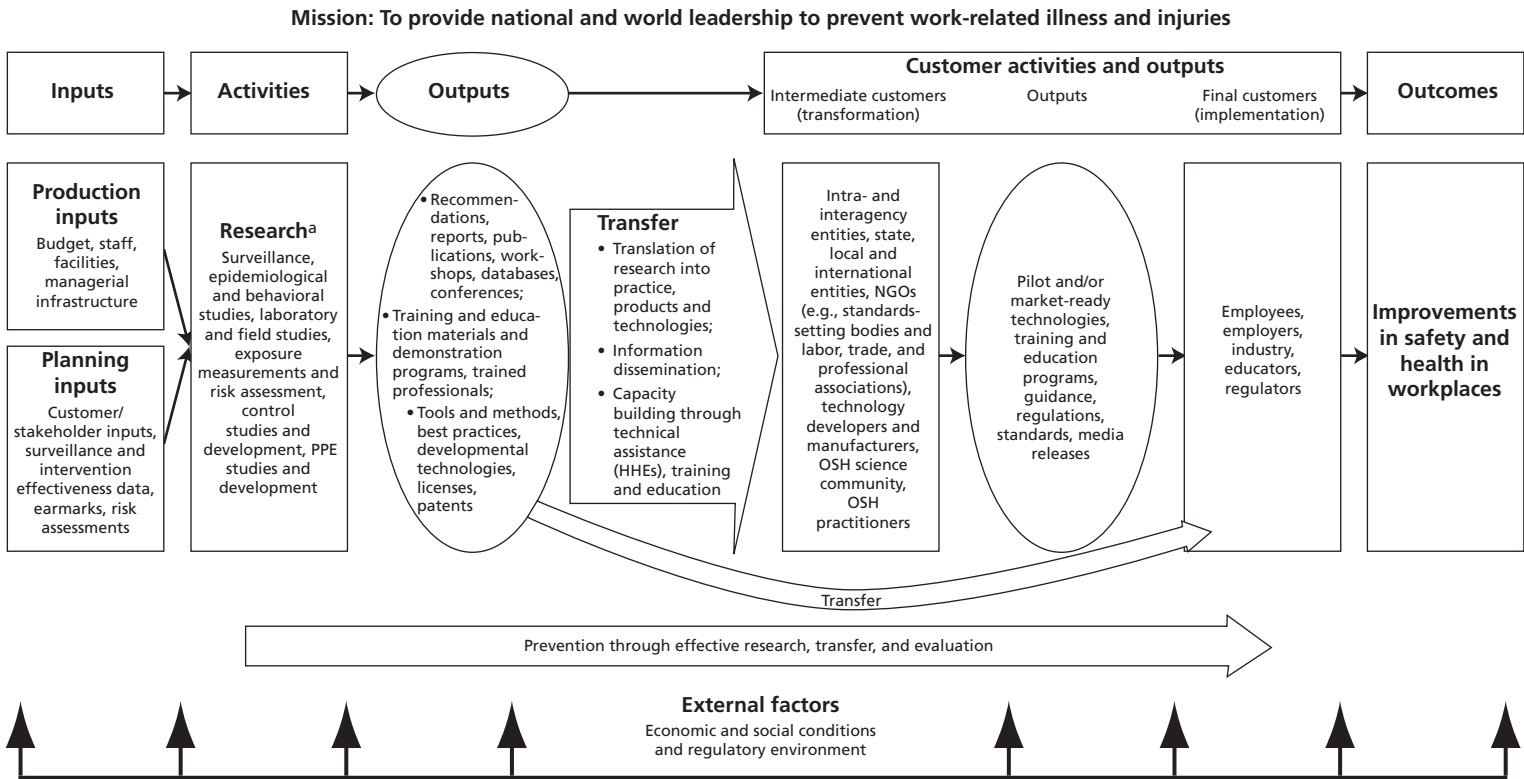 Mission: To provide national and world leadership to prevent work-related illness and injuries
Inputs
Activities
Outputs
Customer activities and outputs
Intermediate customers
(transformation)
Outputs
Final customers
(implementation)
Outcomes
Production
inputs
Budget, staff,
facilities,
managerial
infrastructure
Planning
inputs
Customer/
stakeholder inputs,
surveillance and
intervention
effectiveness data,
earmarks, risk
assessments
Researchᵃ
Surveillance,
epidemiological
and behavioral
studies, laboratory
and field studies,
exposure
measurements and
risk assessment,
control
studies and
development, PPE
studies and
development
• Recommen-
dations,
reports, pub-
lications, work-
shops, databases,
conferences;
• Training and educa-
tion materials and
demonstration
programs, trained
professionals;
• Tools and methods,
best practices,
developmental
technologies,
licenses,
patents
Transfer
• Translation of
research into
practice,
products and
technologies;
• Information
dissemination;
• Capacity
building through
technical
assistance
(HHEs), training
and education
Intra- and
interagency
entities, state,
local and
international
entities, NGOs
(e.g., standards-
setting bodies and
labor, trade, and
professional
associations),
technology
developers and
manufacturers,
OSH science
community,
OSH
practitioners
Pilot and/or
market-ready
technologies,
training and
education
programs,
guidance,
regulations,
standards, media
releases
Employees,
employers,
industry,
educators,
regulators
Improvements
in safety and
health in
workplaces
Transfer
Prevention through effective research, transfer, and evaluation
External factors
Economic and social conditions
and regulatory environment